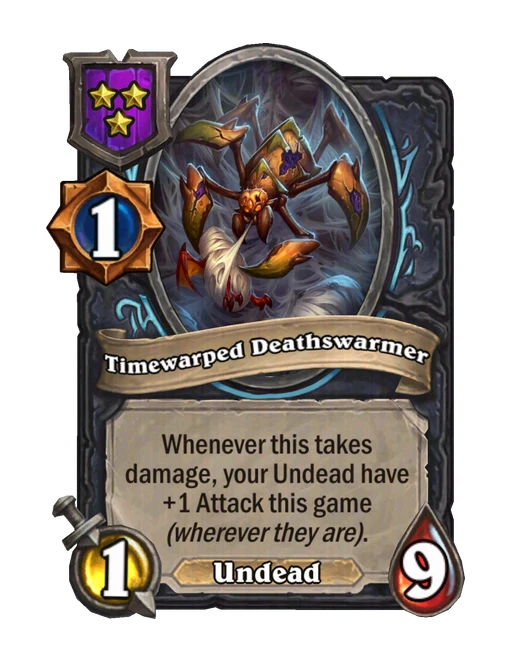 1
Timewarped Deathswarmer
Whenever this takes
damage, your Undead have
+1 Attack this game
(wherever they are).
1
Undead
9